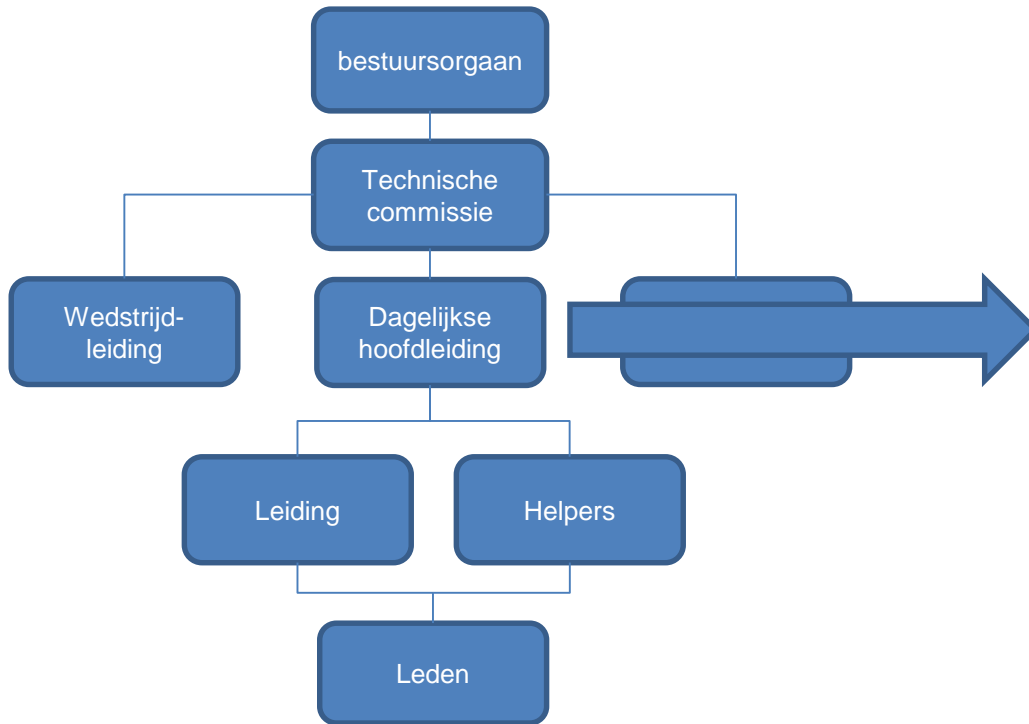 bestuursorgaan
Technische
commissie
Wedstrijd-
leiding
Dagelijkse
hoofdleiding
Leiding
Helpers
Leden